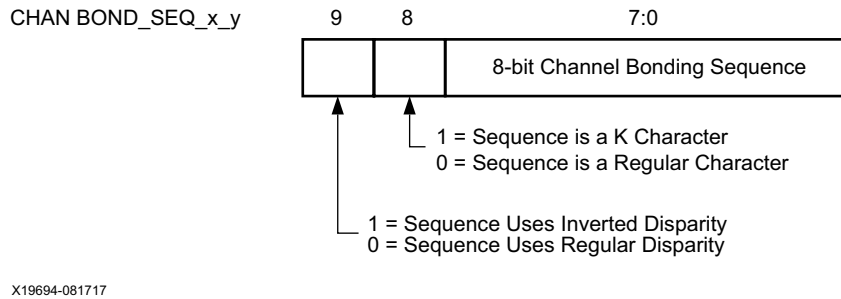 CHAN BOND_SEQ_x_y 9 8 7:0
8-bit Channel Bonding Sequence
1 = Sequence is a K Character
0 = Sequence is a Regular Character
1 = Sequence Uses Inverted Disparity
0 = Sequence Uses Regular Disparity
X19694-081717